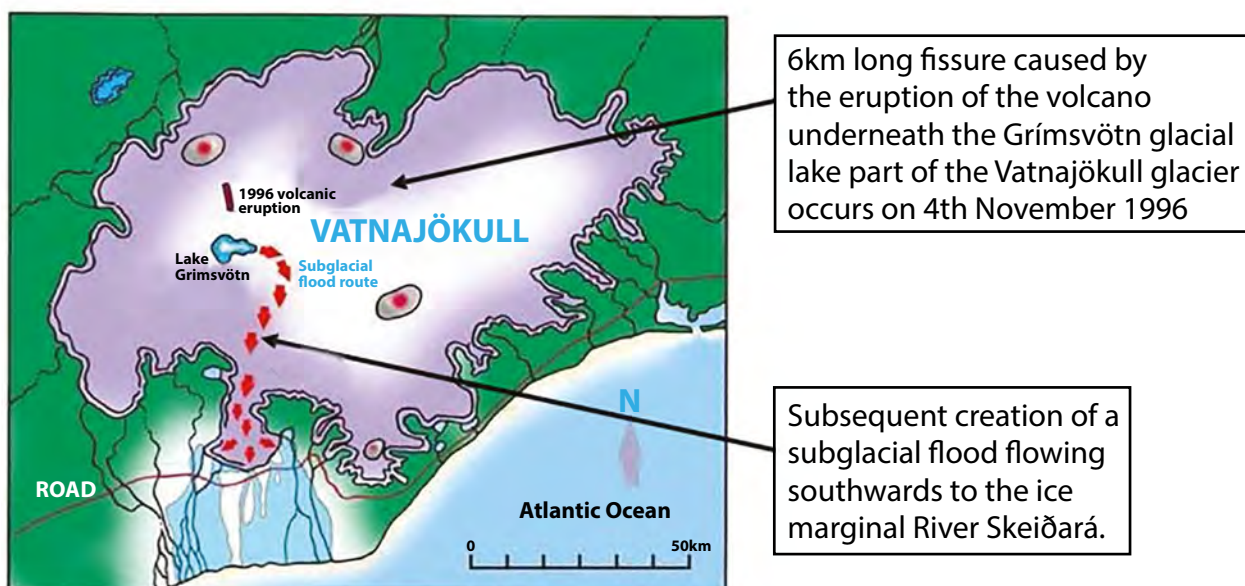 6km long fissure caused by
the eruption of the volcano
underneath the Grímsvötn glacial
lake part of the Vatnajökull glacier
occurs on 4th November 1996
1996 volcanic
eruption
VATNAJÖKULL
Lake
Grimsvötn
Subglacial
flood route
N
Subsequent creation of a
subglacial flood flowing
southwards to the ice
marginal River Skeiðará.
ROAD
Atlantic Ocean
0 50km